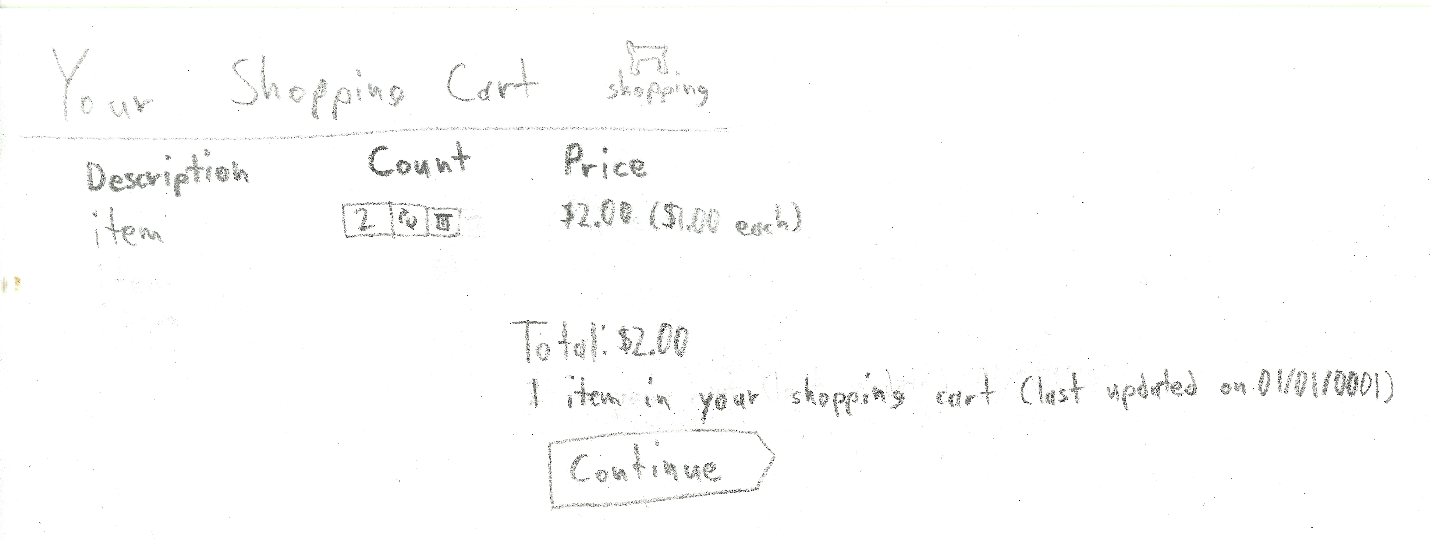 Your Shopping Cart
shopping
Description Count Price
item 2 $2.00 ($1.00 each)
Total: $2.00
1 item in your shopping cart (last updated on 01/01/0001)
Continue